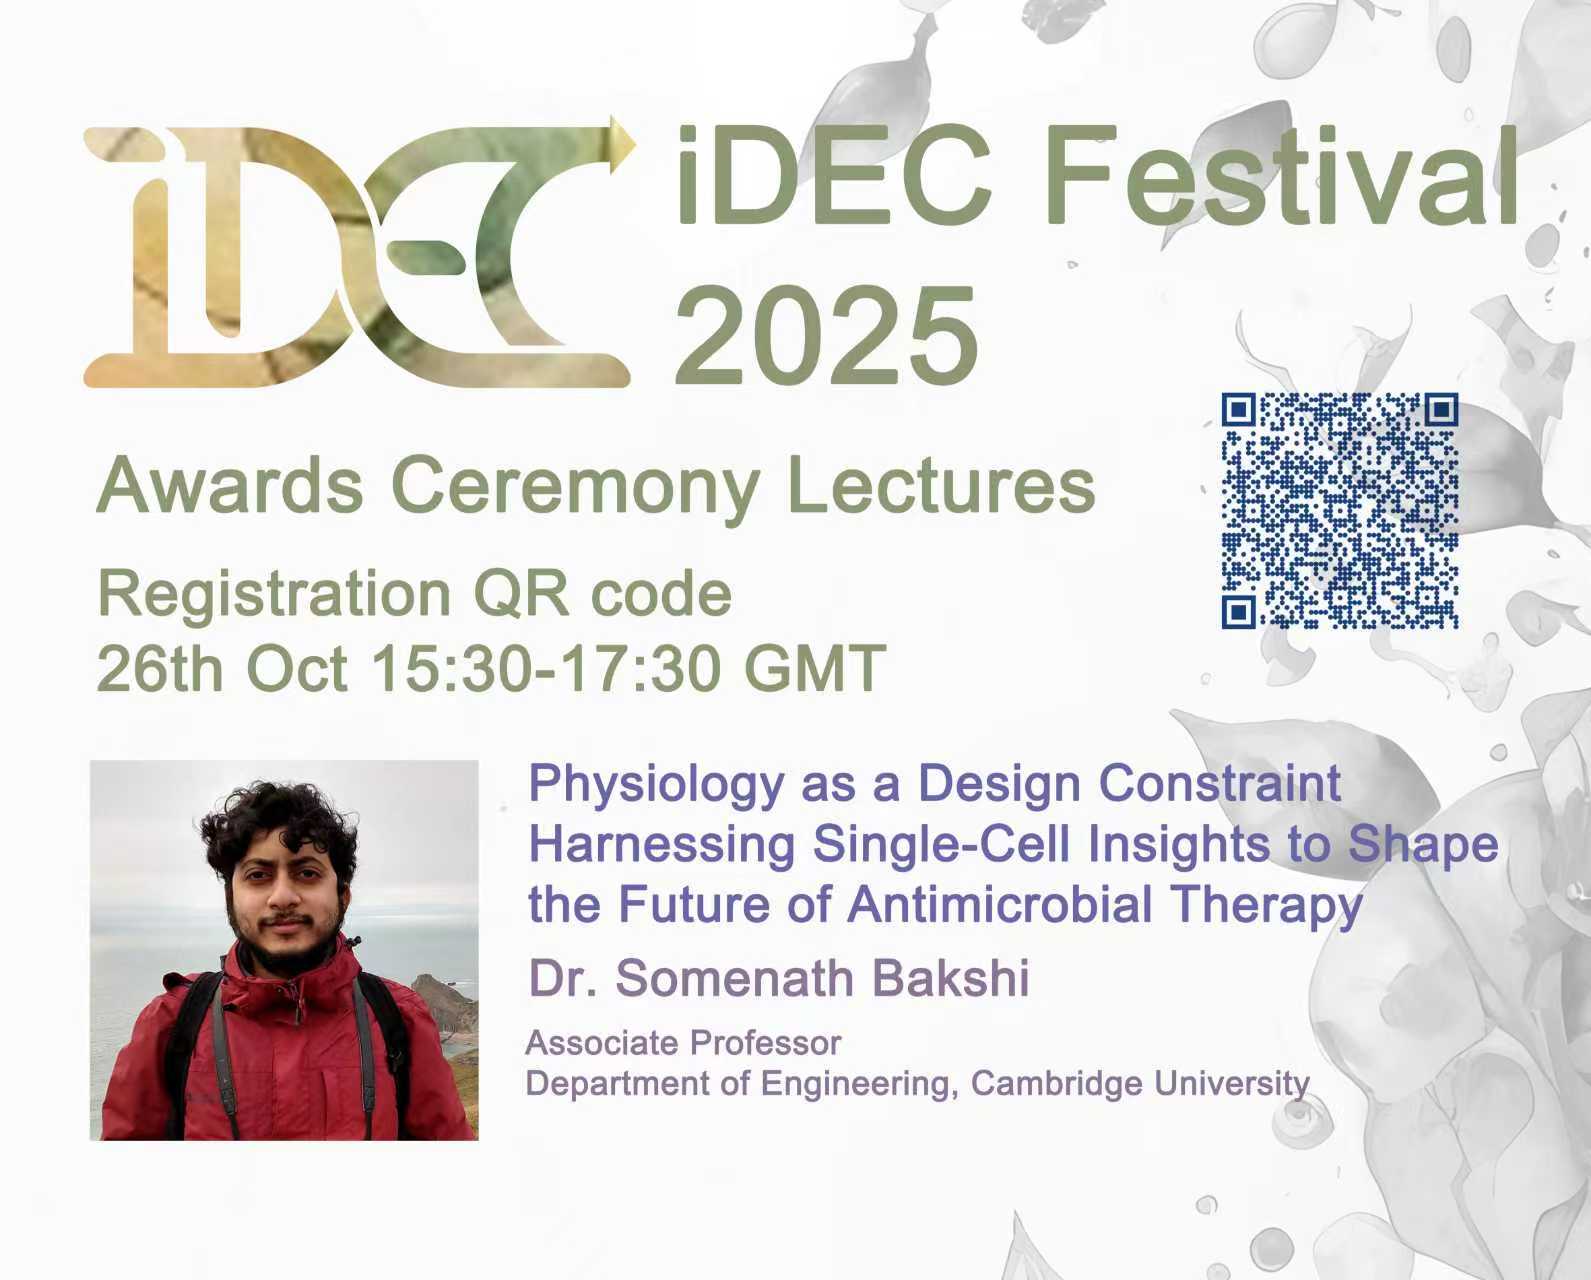 iDEC
iDEC Festival
2025
Awards Ceremony Lectures
Registration QR code
26th Oct 15:30-17:30 GMT
Physiology as a Design Constraint
Harnessing Single-Cell Insights to Shape
the Future of Antimicrobial Therapy
Dr. Somenath Bakshi
Associate Professor
Department of Engineering, Cambridge University